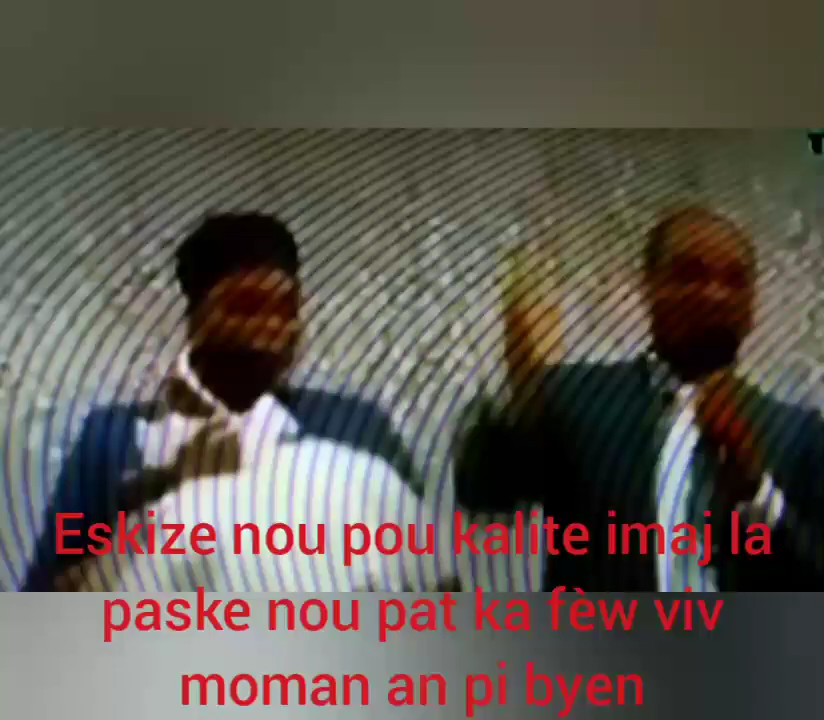 Eskize nou pou kalite imaj la
paske nou pat ka fèw viv
moman an pi byen